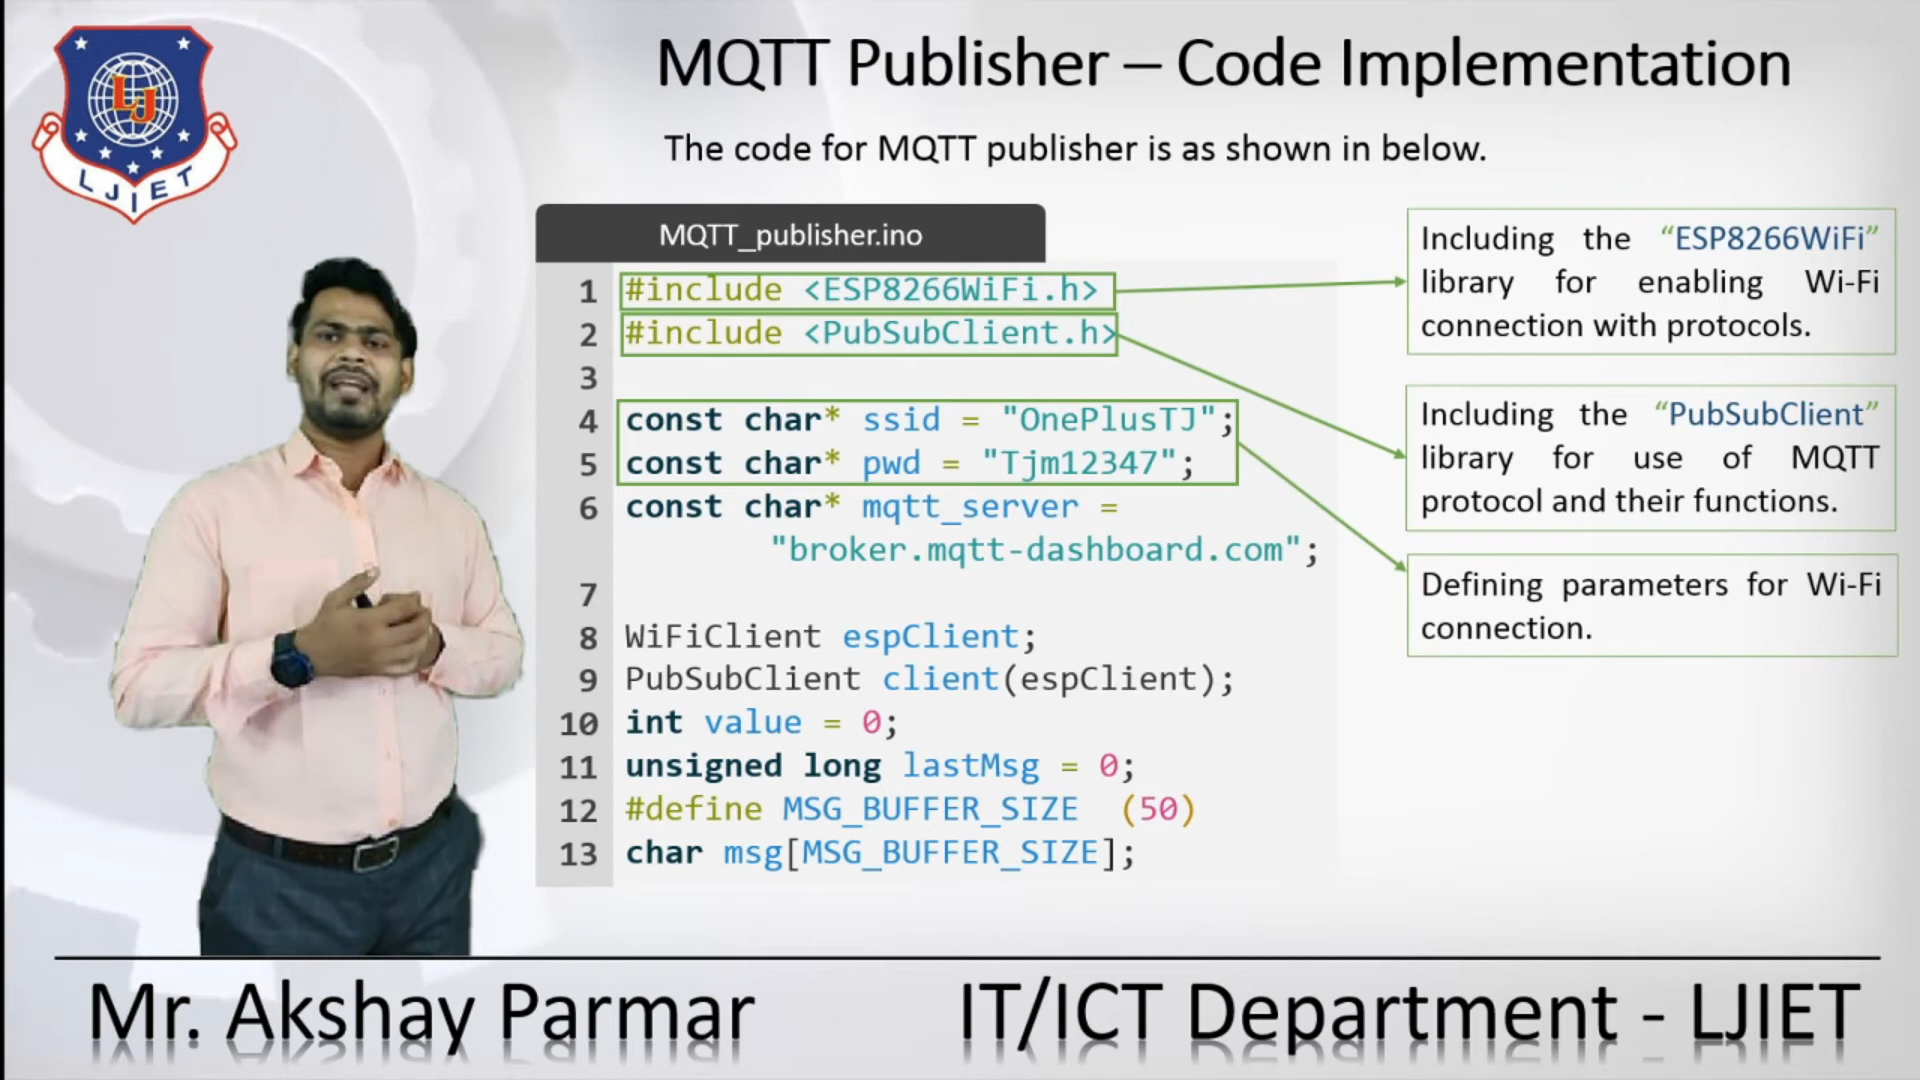 LJ
LJIET
MQTT Publisher – Code Implementation
The code for MQTT publisher is as shown in below.
MQTT_publisher.ino
1 #include <ESP8266WiFi.h>
2 #include <PubSubClient.h>
3
4 const char* ssid = "OnePlusTJ";
5 const char* pwd = "Tjm12347";
6 const char* mqtt_server =
"broker.mqtt-dashboard.com";
7
8 WiFiClient espClient;
9 PubSubClient client(espClient);
10 int value = 0;
11 unsigned long lastMsg = 0;
12 #define MSG_BUFFER_SIZE (50)
13 char msg[MSG_BUFFER_SIZE];
Including the “ESP8266WiFi”
library for enabling Wi-Fi
connection with protocols.
Including the “PubSubClient”
library for use of MQTT
protocol and their functions.
Defining parameters for Wi-Fi
connection.
Mr. Akshay Parmar
IT/ICT Department - LJIET